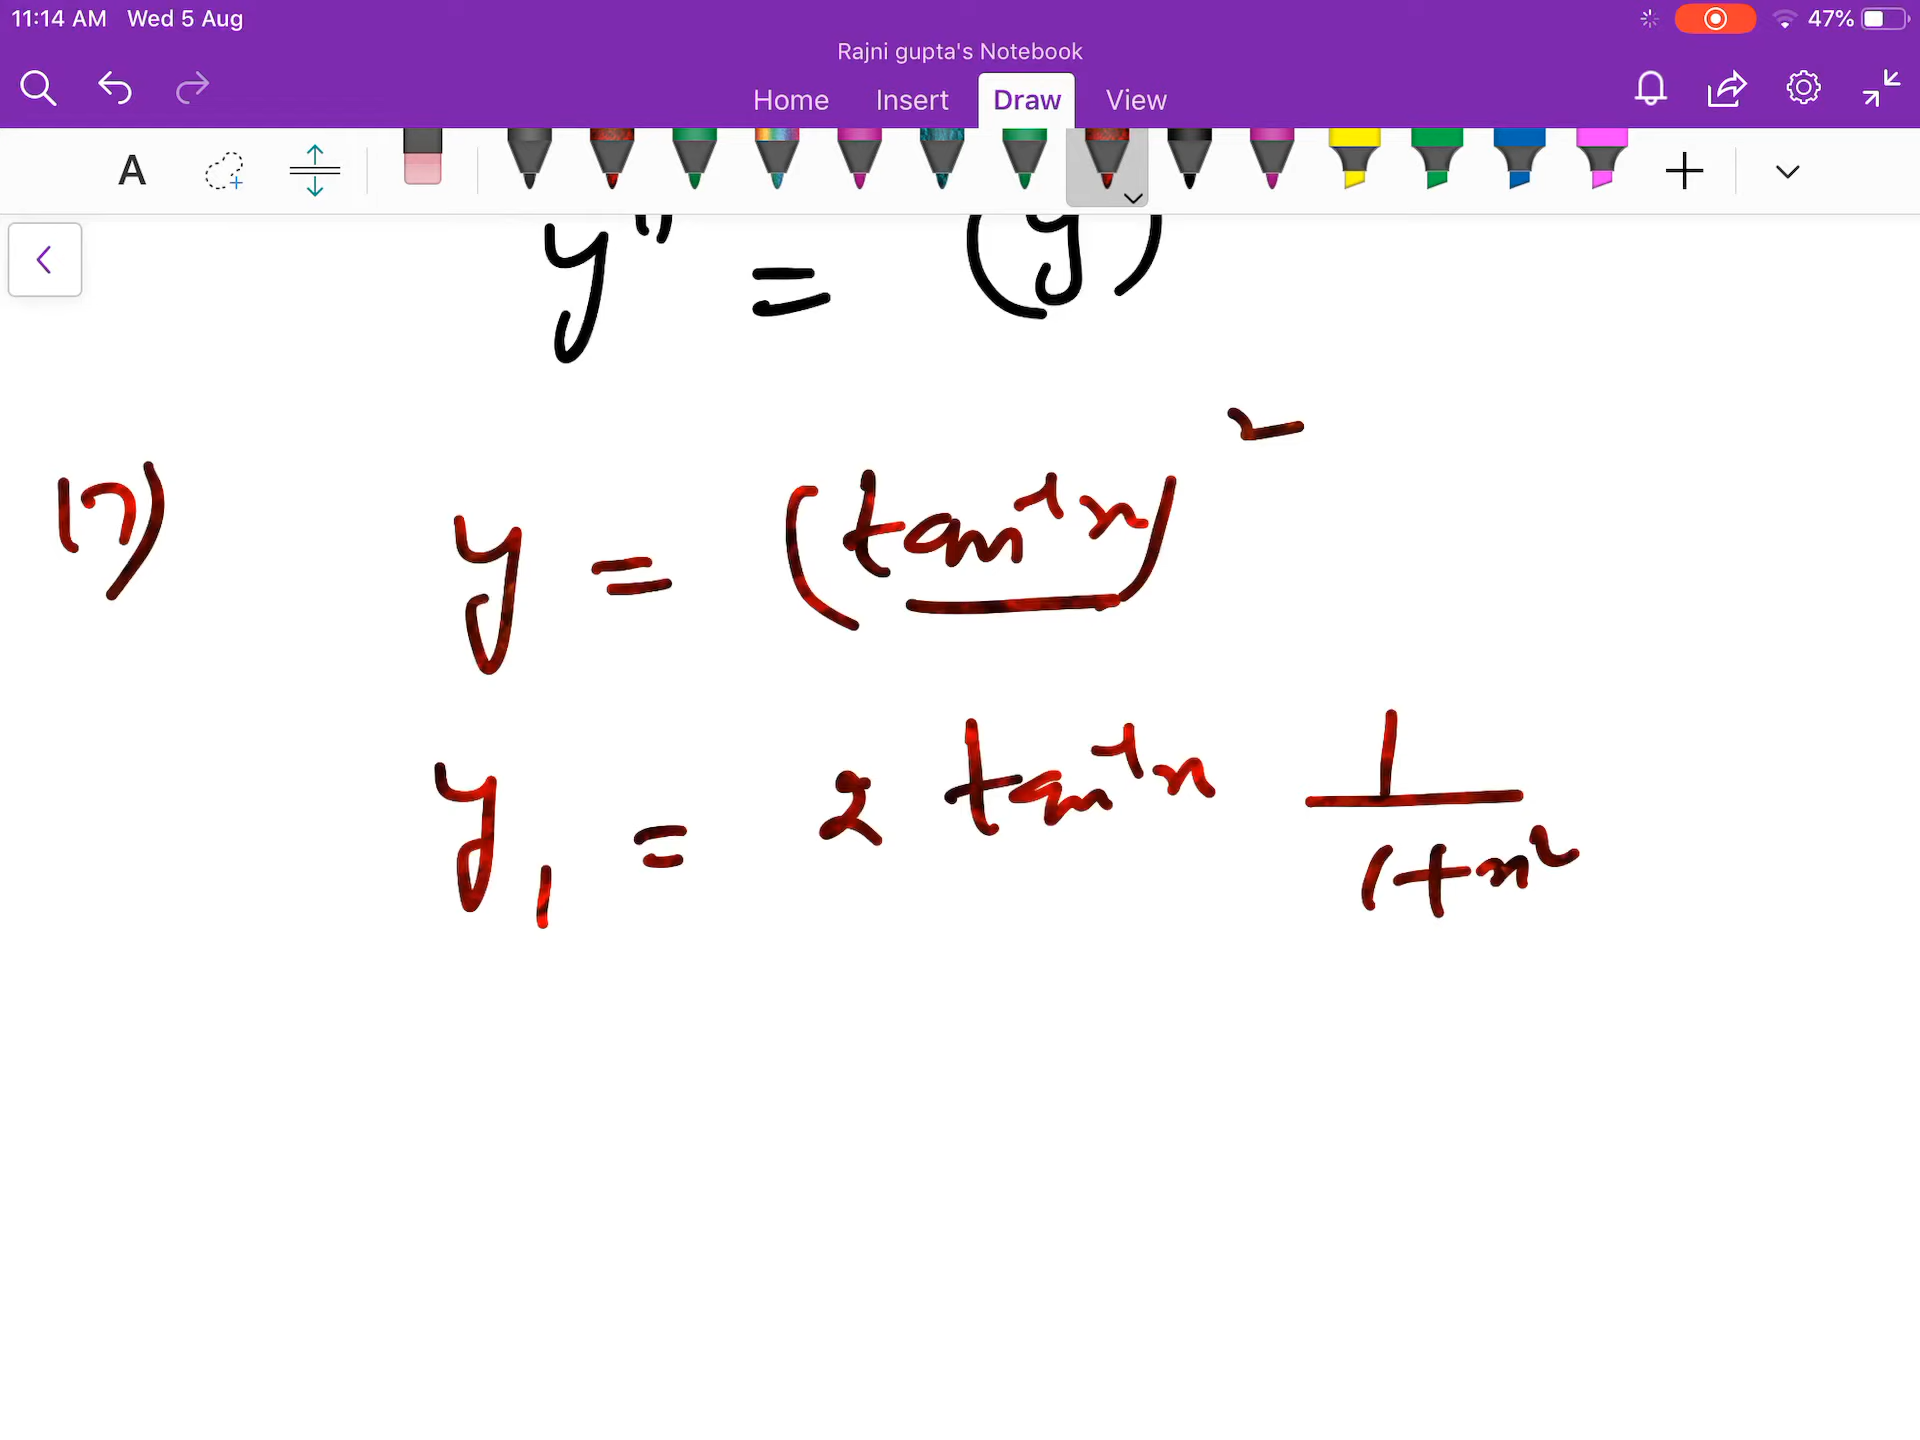 11:14 AM Wed 5 Aug
47%
Rajni gupta's Notebook
Home Insert Draw View
A
y'' = (y')
17) y = (tan⁻¹x)²
y₁ = 2 tan⁻¹x 1/(1+x²)